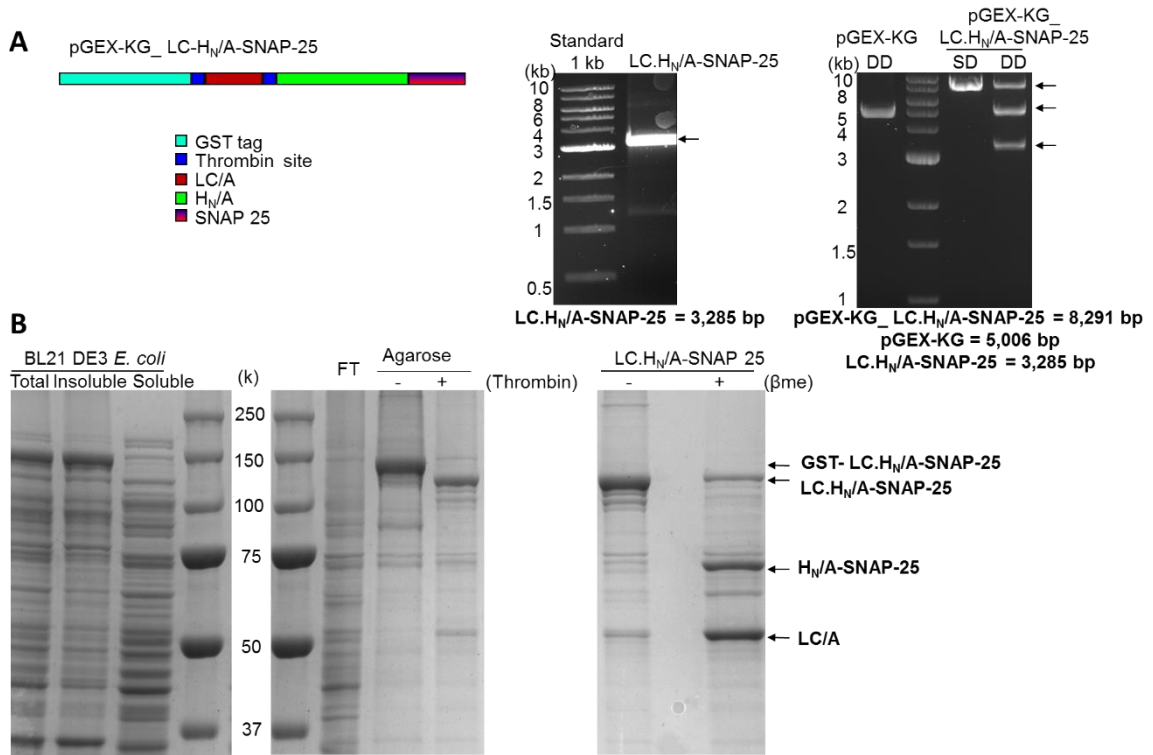 A
pGEX-KG_ LC-HN/A-SNAP-25
GST tag
Thrombin site
LC/A
HN/A
SNAP 25
Standard
1 kb
LC.HN/A-SNAP-25
(kb)
10
8
6
5
4
3
2
1.5
1
0.5
LC.HN/A-SNAP-25 = 3,285 bp
pGEX-KG_
pGEX-KG LC.HN/A-SNAP-25
(kb) DD SD DD
10
8
6
5
4
3
2
1.5
1
pGEX-KG_ LC.HN/A-SNAP-25 = 8,291 bp
pGEX-KG = 5,006 bp
LC.HN/A-SNAP-25 = 3,285 bp
B
BL21 DE3 E. coli
Total Insoluble Soluble
(k)
250
150
100
75
50
37
FT
Agarose
- + (Thrombin)
LC.HN/A-SNAP 25
- + (βme)
GST- LC.HN/A-SNAP-25
LC.HN/A-SNAP-25
HN/A-SNAP-25
LC/A